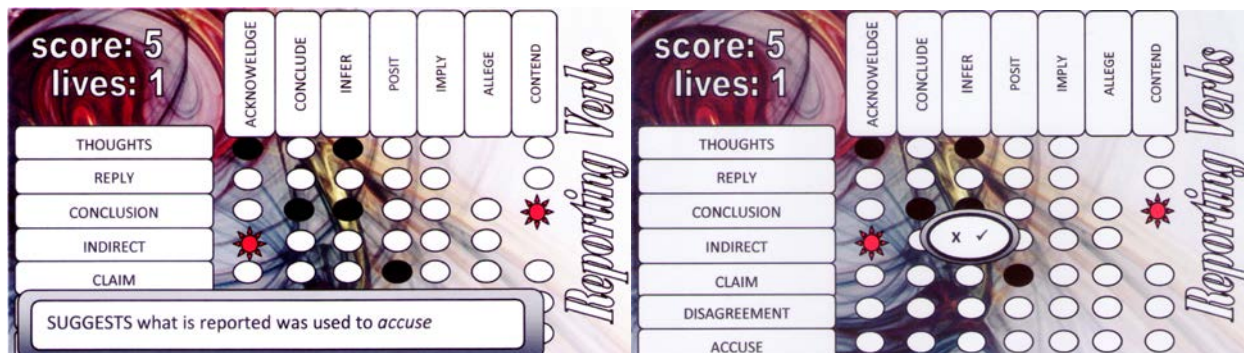 score: 5
lives: 1
ACKNOWELDGE
CONCLUDE
INFER
POSIT
IMPLY
ALLEGE
CONTEND
Reporting Verbs
THOUGHTS
REPLY
CONCLUSION
INDIRECT
CLAIM
SUGGESTS what is reported was used to accuse
score: 5
lives: 1
ACKNOWELDGE
CONCLUDE
INFER
POSIT
IMPLY
ALLEGE
CONTEND
Reporting Verbs
THOUGHTS
REPLY
CONCLUSION
INDIRECT
X ✓
CLAIM
DISAGREEMENT
ACCUSE